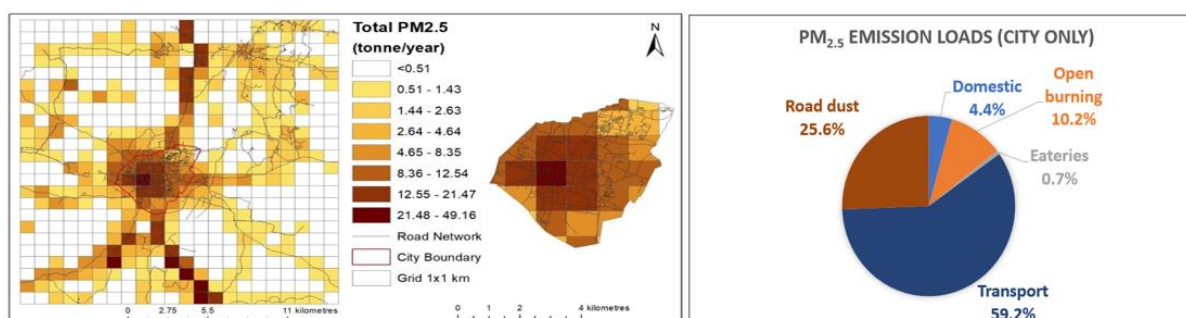 Total PM2.5
(tonne/year)
<0.51
0.51 - 1.43
1.44 - 2.63
2.64 - 4.64
4.65 - 8.35
8.36 - 12.54
12.55 - 21.47
21.48 - 49.16
Road Network
City Boundary
Grid 1x1 km
0 2.75 5.5 11 kilometres
N
0 1 2 4 kilometres
PM2.5 EMISSION LOADS (CITY ONLY)
Domestic
4.4%
Open
burning
10.2%
Eateries
0.7%
Transport
59.2%
Road dust
25.6%